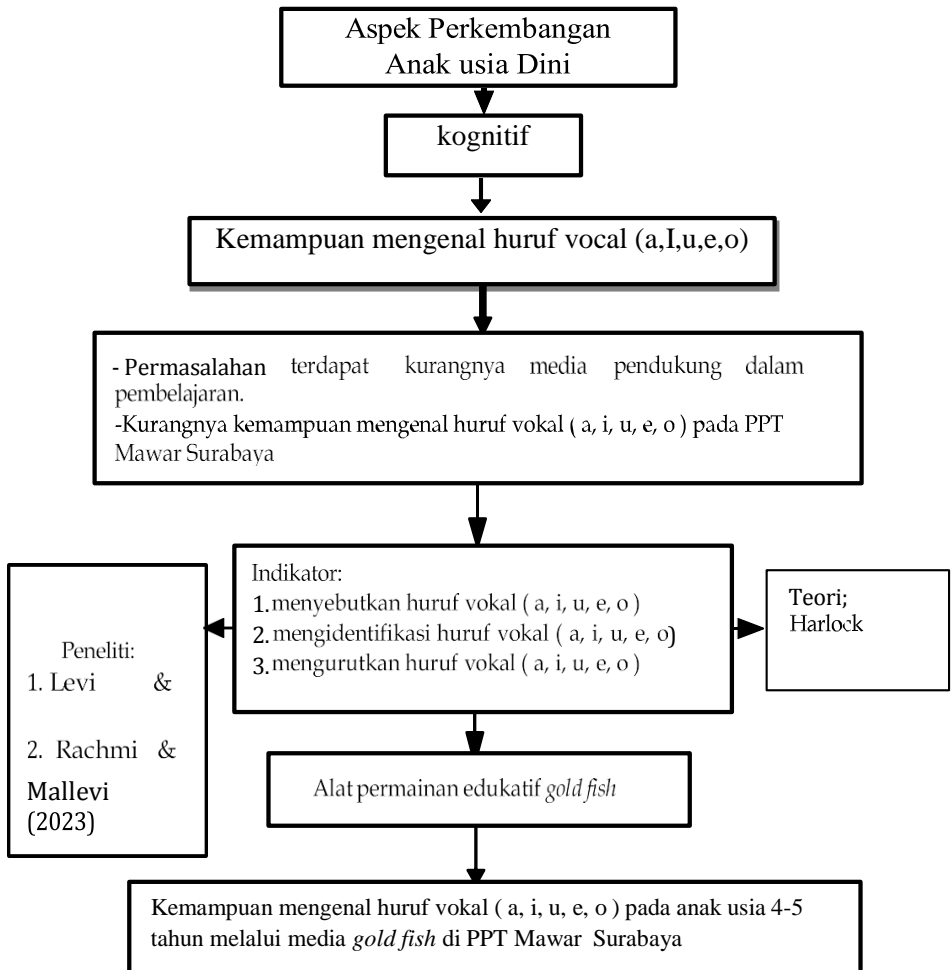 Aspek Perkembangan
Anak usia Dini
kognitif
Kemampuan mengenal huruf vocal (a,I,u,e,o)
- Permasalahan terdapat kurangnya media pendukung dalam
pembelajaran.
-Kurangnya kemampuan mengenal huruf vokal ( a, i, u, e, o ) pada PPT
Mawar Surabaya
Indikator:
1. menyebutkan huruf vokal ( a, i, u, e, o )
2. mengidentifikasi huruf vokal ( a, i, u, e, o)
3. mengurutkan huruf vokal ( a, i, u, e, o )
Peneliti:
1. Levi &
2. Rachmi &
Mallevi
(2023)
Teori;
Harlock
Alat permainan edukatif gold fish
Kemampuan mengenal huruf vokal ( a, i, u, e, o ) pada anak usia 4-5
tahun melalui media gold fish di PPT Mawar Surabaya